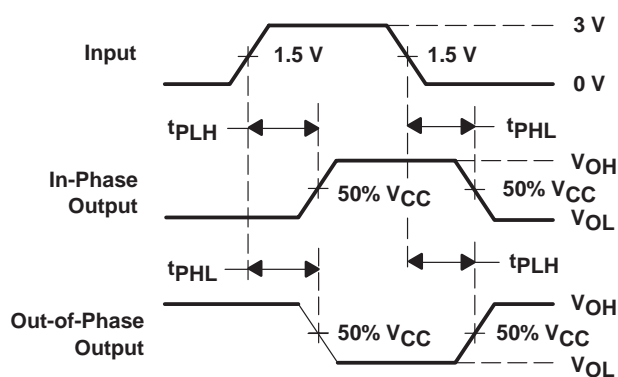 3 V
Input
1.5 V
1.5 V
0 V
tPLH
tPHL
VOH
In-Phase
Output
50% VCC
50% VCC
VOL
tPHL
tPLH
VOH
Out-of-Phase
Output
50% VCC
50% VCC
VOL